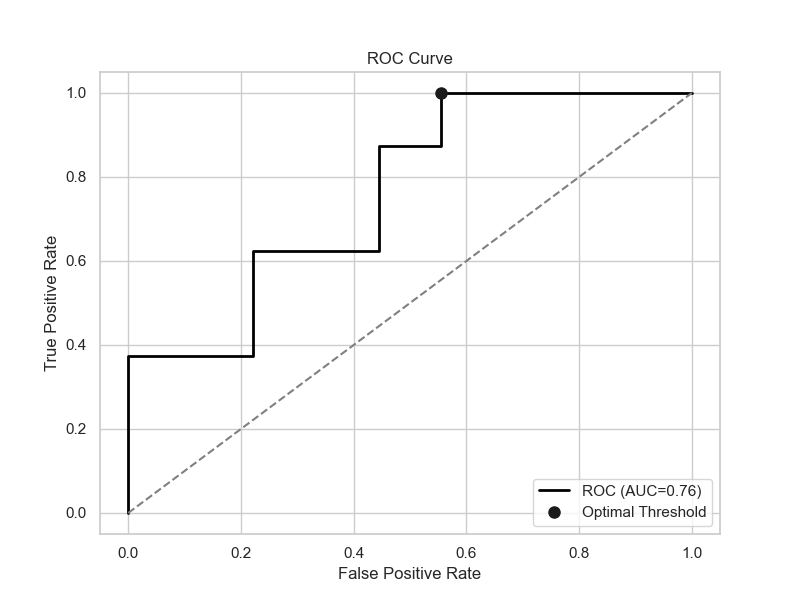 ROC Curve
1.0
0.8
0.6
0.4
0.2
0.0
True Positive Rate
0.0 0.2 0.4 0.6 0.8 1.0
False Positive Rate
ROC (AUC=0.76)
Optimal Threshold